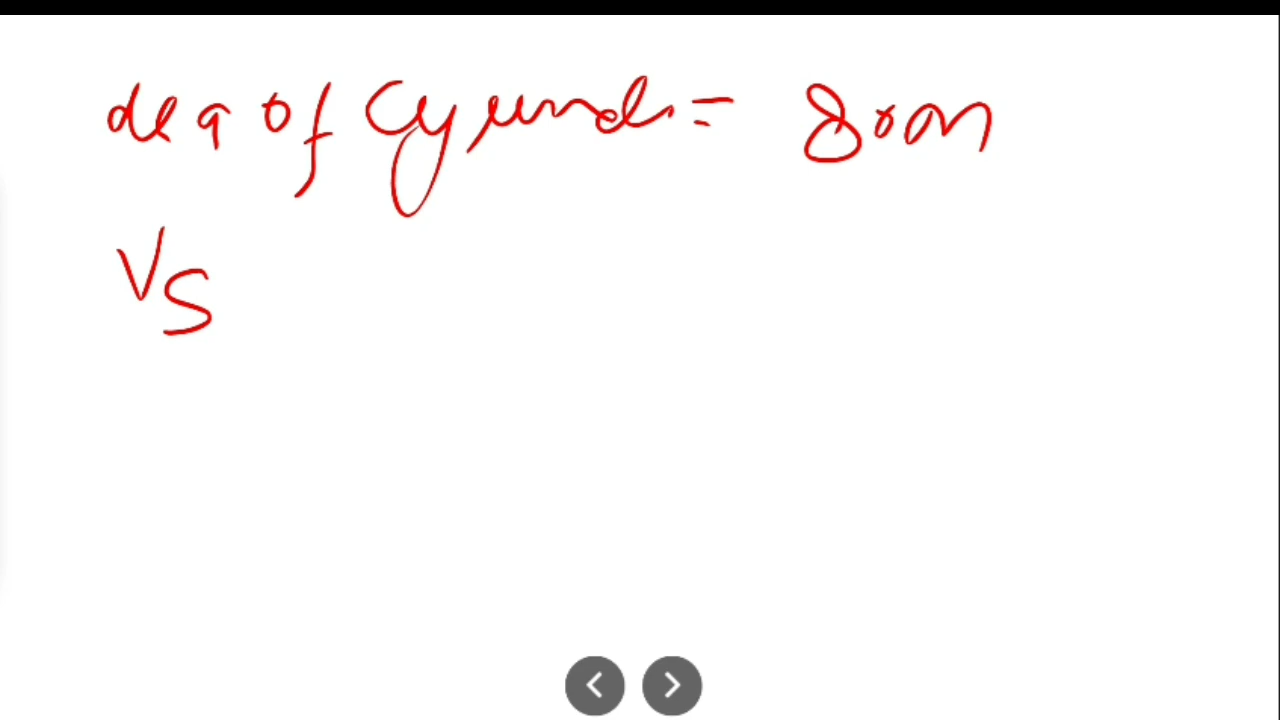 dia of Cylinder = 8cm
Vs